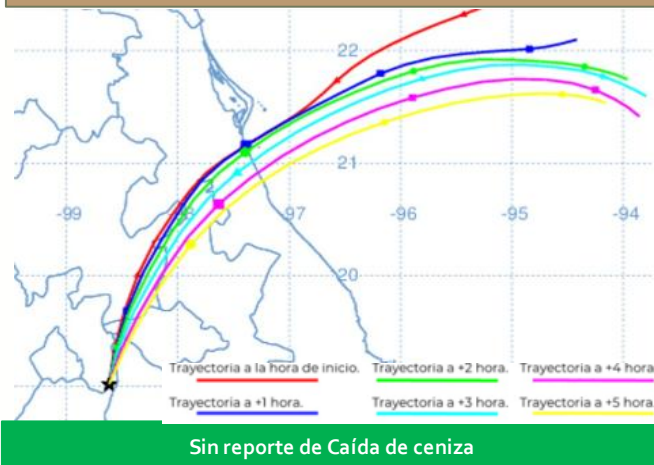 22
21
-99
-98
-97
-96
-95
-94
20
Trayectoria a la hora de inicio.
Trayectoria a +2 hora.
Trayectoria a +4 hora
Trayectoria a +1 hora.
Trayectoria a +3 hora.
Trayectoria a +5 hora
Sin reporte de Caída de ceniza